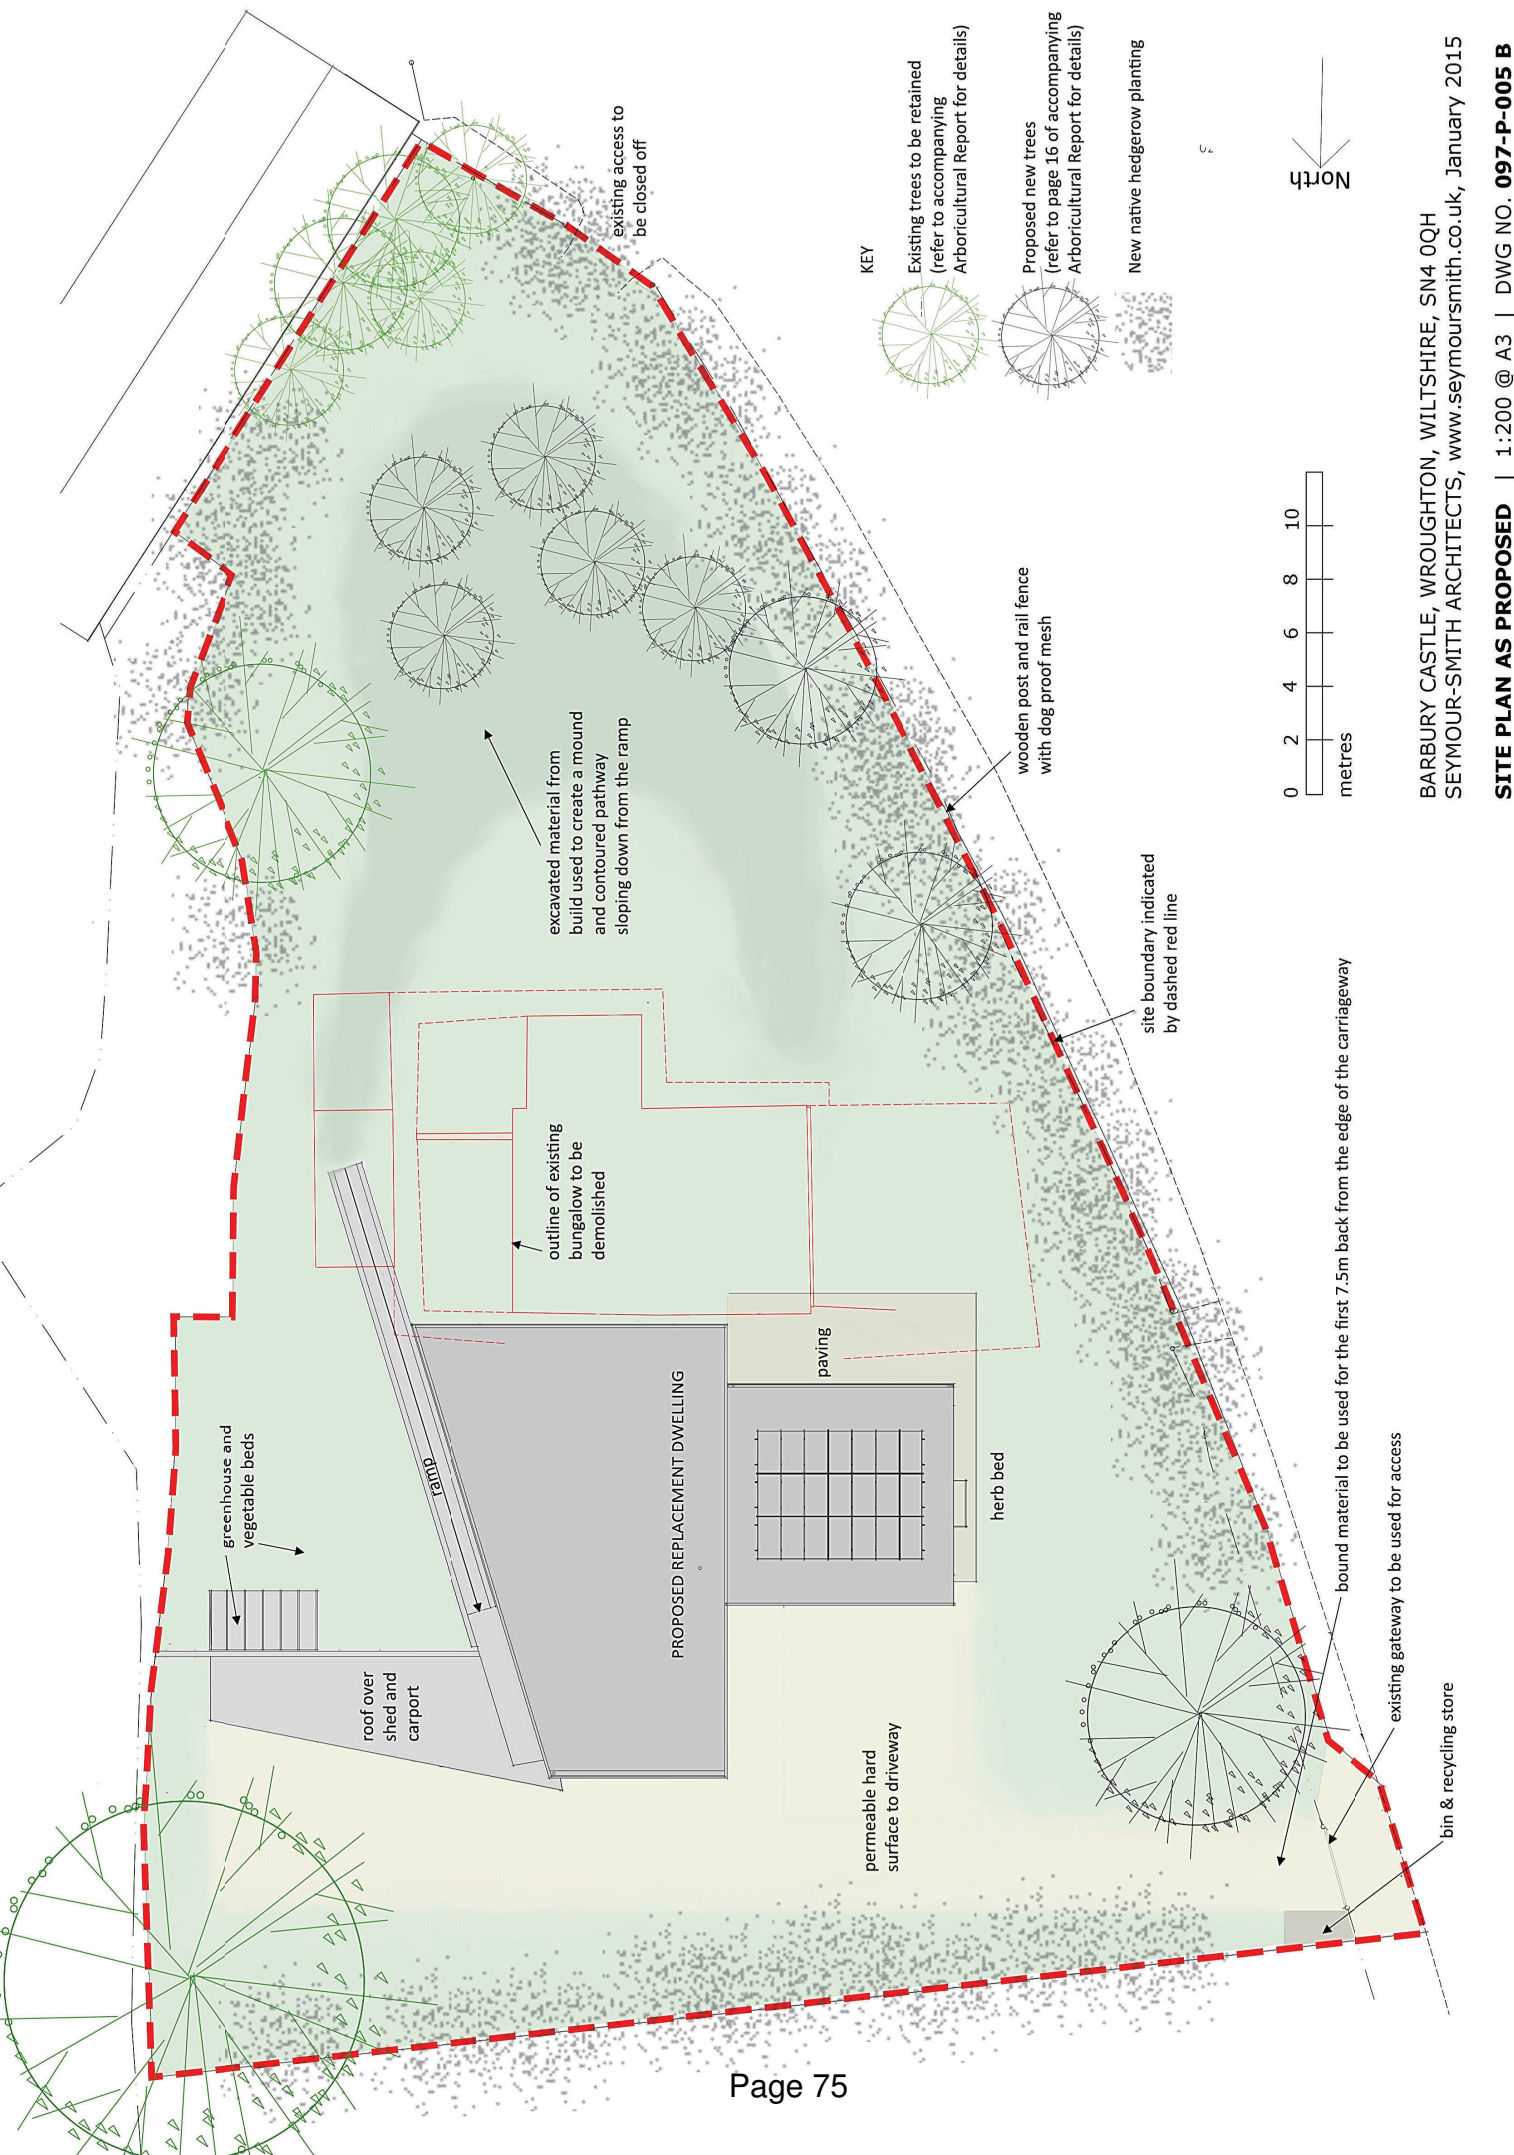 existing access to
be closed off
KEY
Existing trees to be retained
(refer to accompanying
Arboricultural Report for details)
Proposed new trees
(refer to page 16 of accompanying
Arboricultural Report for details)
New native hedgerow planting
North
excavated material from
build used to create a mound
and contoured pathway
sloping down from the ramp
wooden post and rail fence
with dog proof mesh
site boundary indicated
by dashed red line
outline of existing
bungalow to be
demolished
greenhouse and
vegetable beds
ramp
PROPOSED REPLACEMENT DWELLING
paving
herb bed
roof over
shed and
carport
permeable hard
surface to driveway
bound material to be used for the first 7.5m back from the edge of the carriageway
existing gateway to be used for access
bin & recycling store
0 2 4 6 8 10
metres
BARBURY CASTLE, WROUGHTON, WILTSHIRE, SN4 0QH
SEYMOUR-SMITH ARCHITECTS, www.seymoursmith.co.uk, January 2015
SITE PLAN AS PROPOSED | 1:200 @ A3 | DWG NO. 097-P-005 B
Page 75